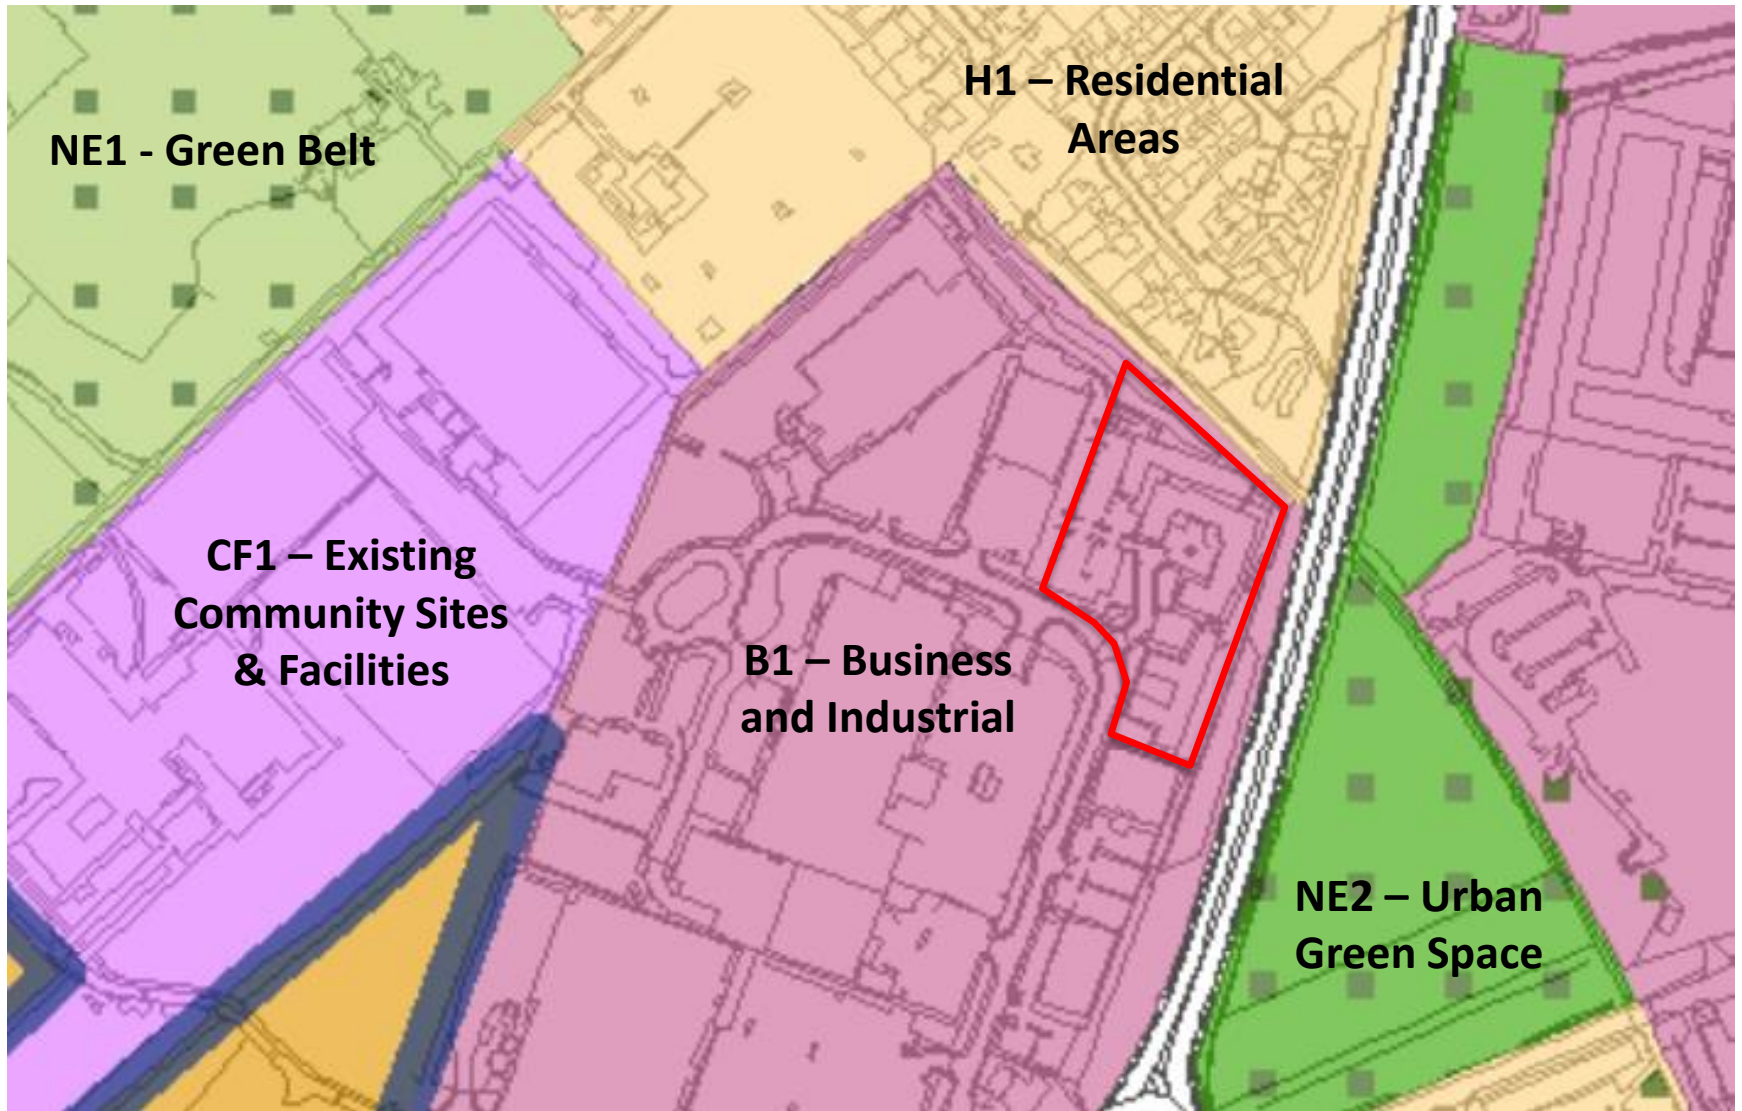 H1 – Residential
Areas
NE1 - Green Belt
CF1 – Existing
Community Sites
& Facilities
B1 – Business
and Industrial
NE2 – Urban
Green Space